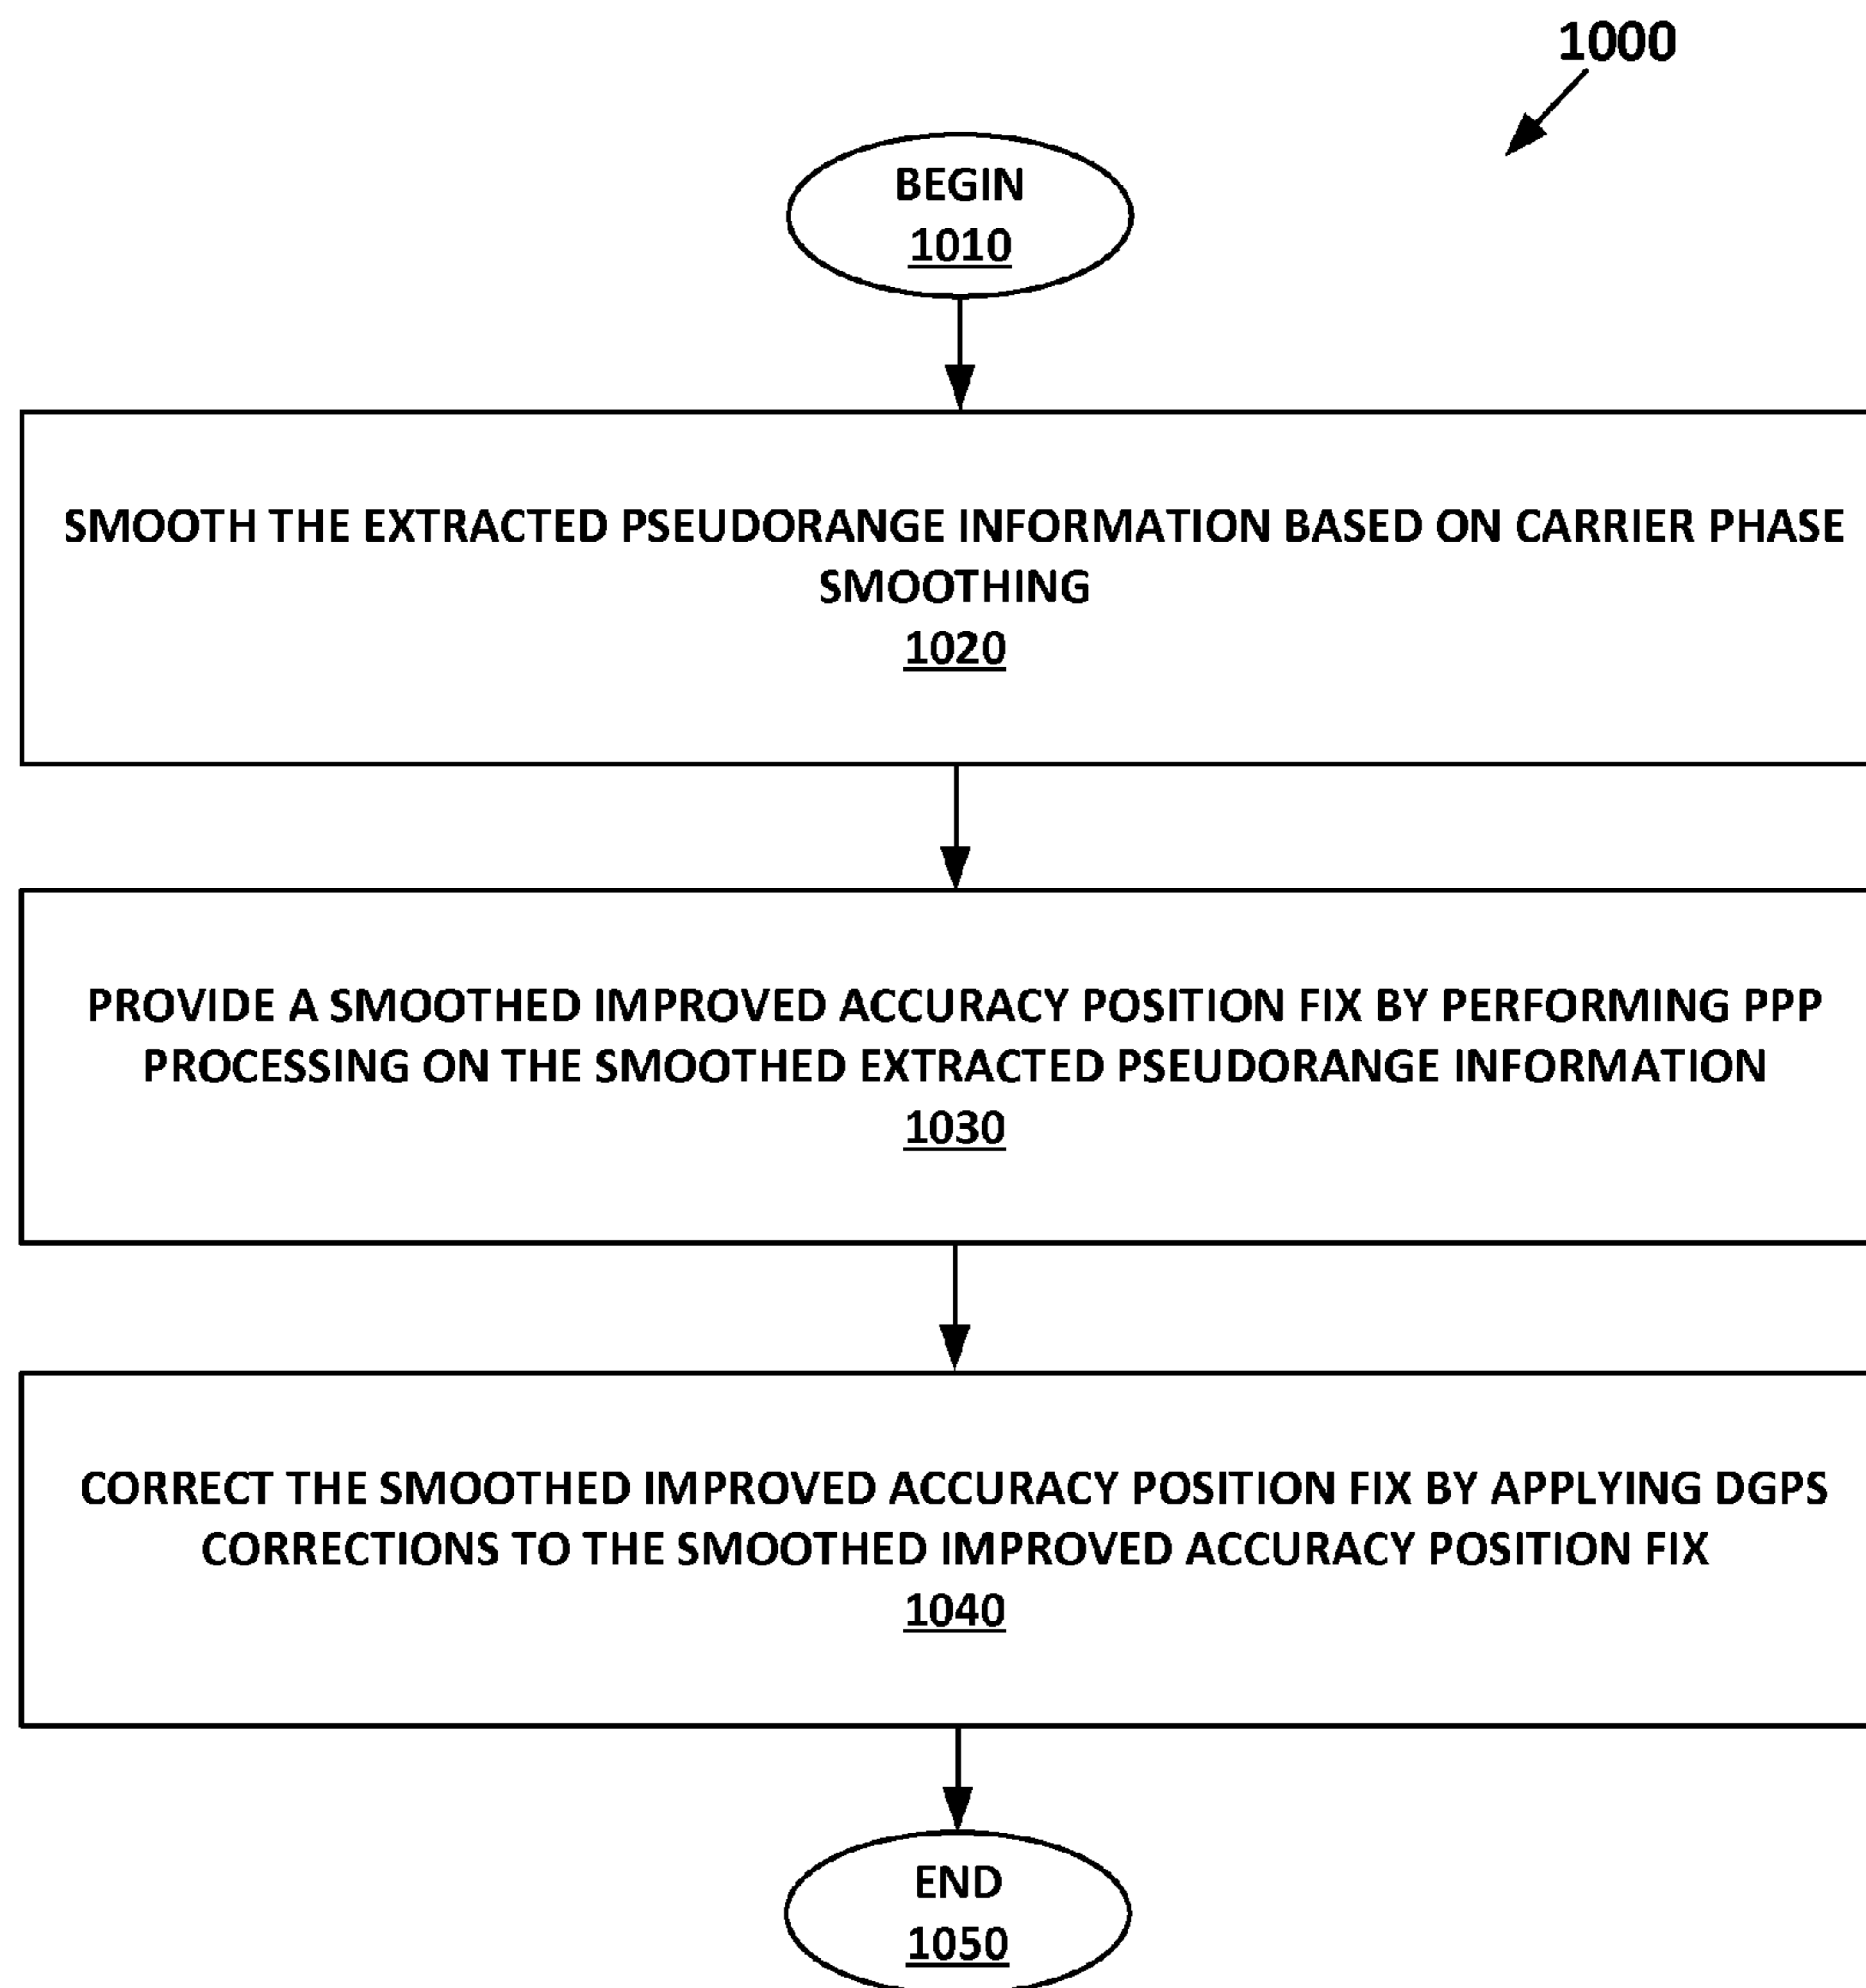 1000
BEGIN
1010
SMOOTH THE EXTRACTED PSEUDORANGE INFORMATION BASED ON CARRIER PHASE
SMOOTHING
1020
PROVIDE A SMOOTHED IMPROVED ACCURACY POSITION FIX BY PERFORMING PPP
PROCESSING ON THE SMOOTHED EXTRACTED PSEUDORANGE INFORMATION
1030
CORRECT THE SMOOTHED IMPROVED ACCURACY POSITION FIX BY APPLYING DGPS
CORRECTIONS TO THE SMOOTHED IMPROVED ACCURACY POSITION FIX
1040
END
1050